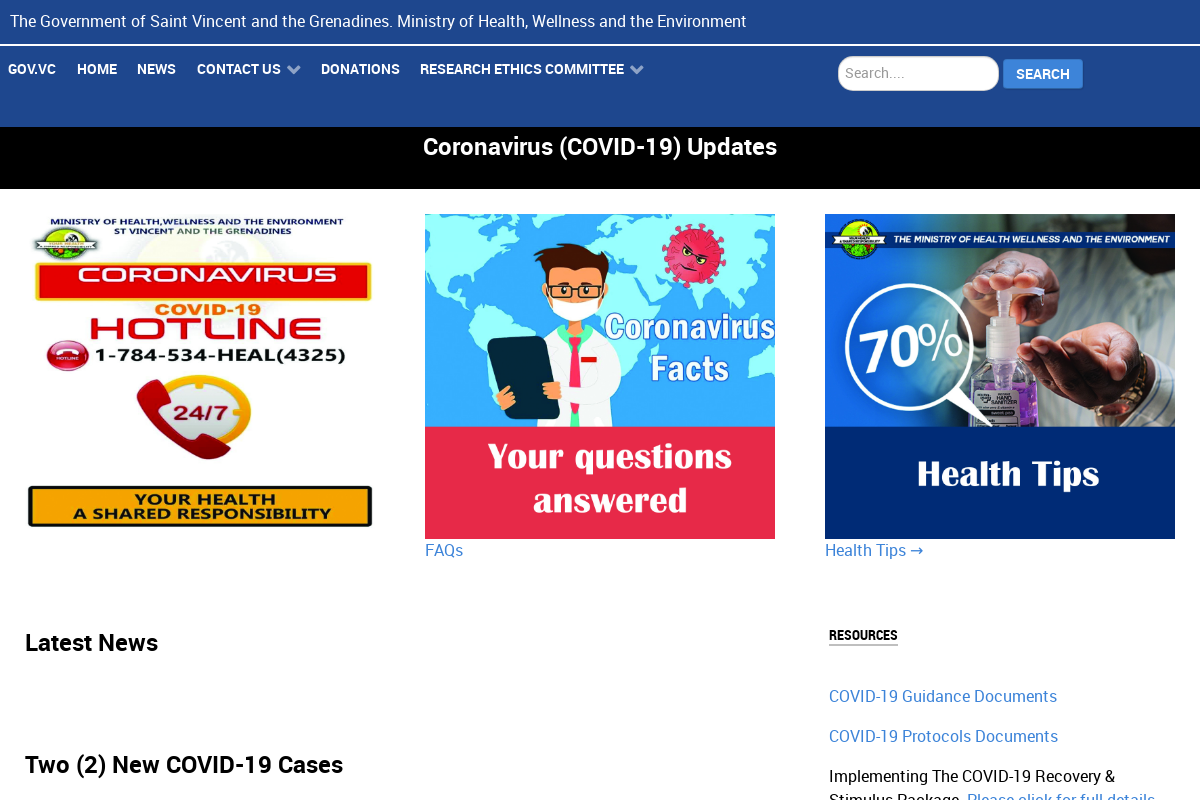 The Government of Saint Vincent and the Grenadines. Ministry of Health, Wellness and the Environment
GOV.VC HOME NEWS CONTACT US DONATIONS RESEARCH ETHICS COMMITTEE
Search.... SEARCH
Coronavirus (COVID-19) Updates
MINISTRY OF HEALTH,WELLNESS AND THE ENVIRONMENT
ST VINCENT AND THE GRENADINES
CORONAVIRUS
COVID-19
HOTLINE
HOTLINE
1-784-534-HEAL(4325)
24/7
YOUR HEALTH
A SHARED RESPONSIBILITY
Coronavirus
Facts
Your questions
answered
FAQs
THE MINISTRY OF HEALTH WELLNESS AND THE ENVIRONMENT
70%
HAND
SANITIZER
Health Tips
Health Tips →
Latest News
Two (2) New COVID-19 Cases
RESOURCES
COVID-19 Guidance Documents
COVID-19 Protocols Documents
Implementing The COVID-19 Recovery &
Stimulus Package. Please click for full details